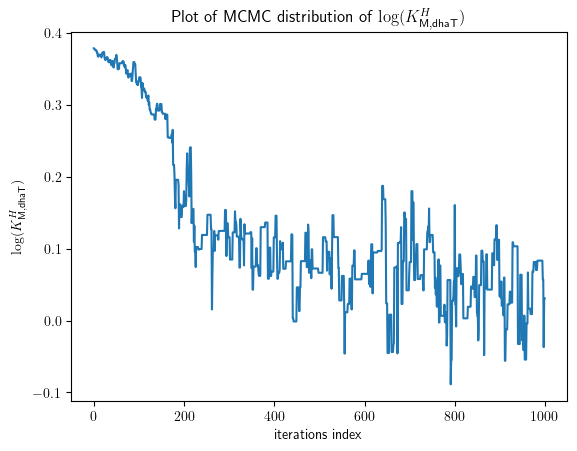 Plot of MCMC distribution of log(K^H_M,dhaT)
0.4
0.3
0.2
0.1
0.0
−0.1
log(K^H_M,dhaT)
0 200 400 600 800 1000
iterations index